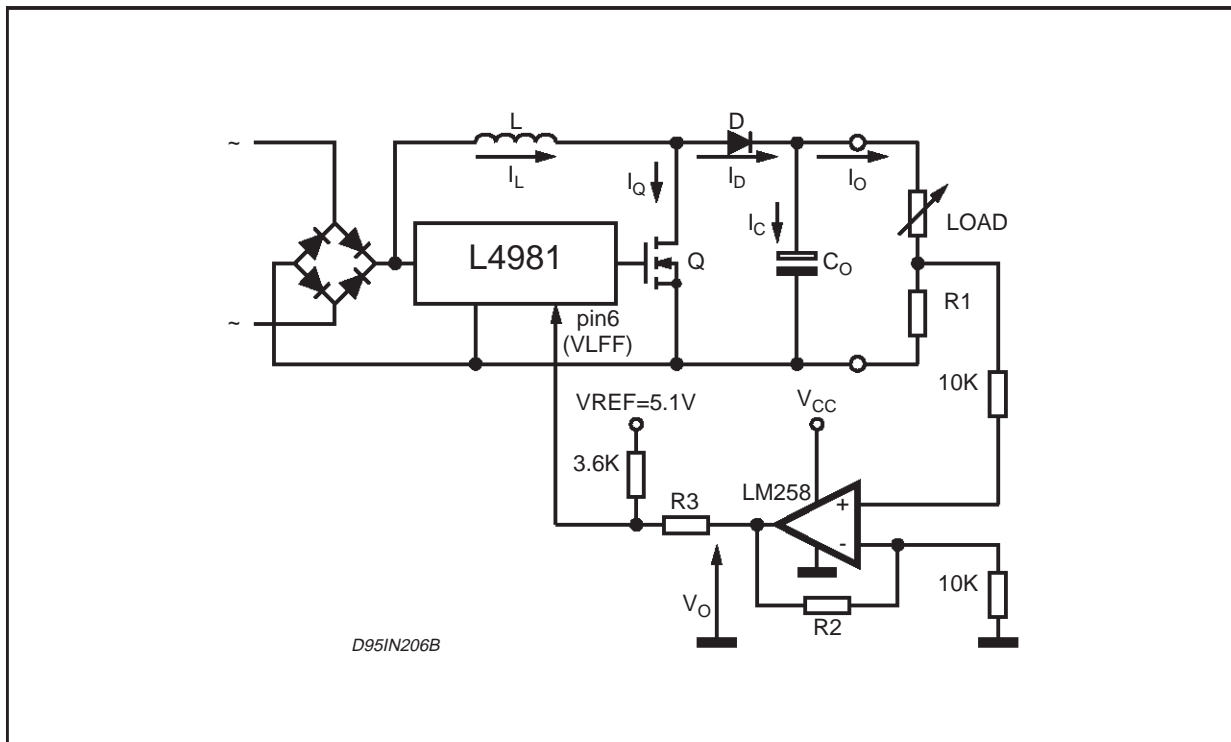 L
D
~
I_L
I_Q
I_D
I_O
I_C
LOAD
L4981
Q
C_O
R1
~
pin6
(VLFF)
10K
VREF=5.1V
V_CC
3.6K
LM258
R3
+
-
10K
V_O
R2
D95IN206B